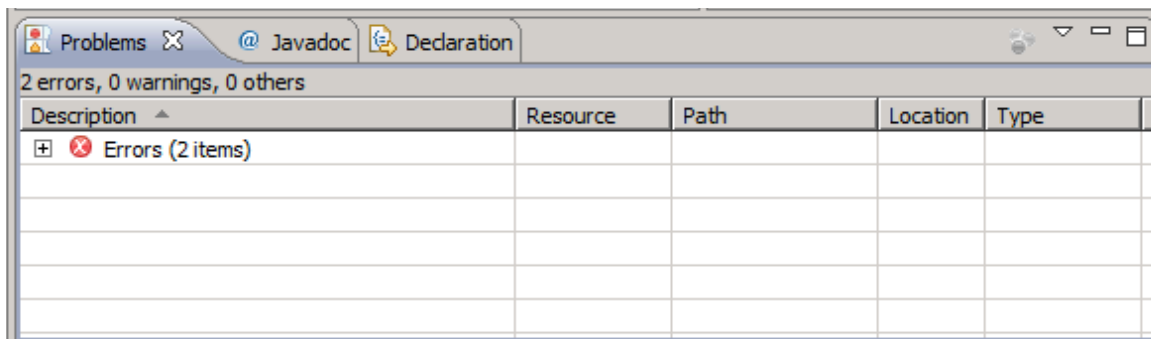 Problems @ Javadoc Declaration
2 errors, 0 warnings, 0 others
Description Resource Path Location Type
Errors (2 items)